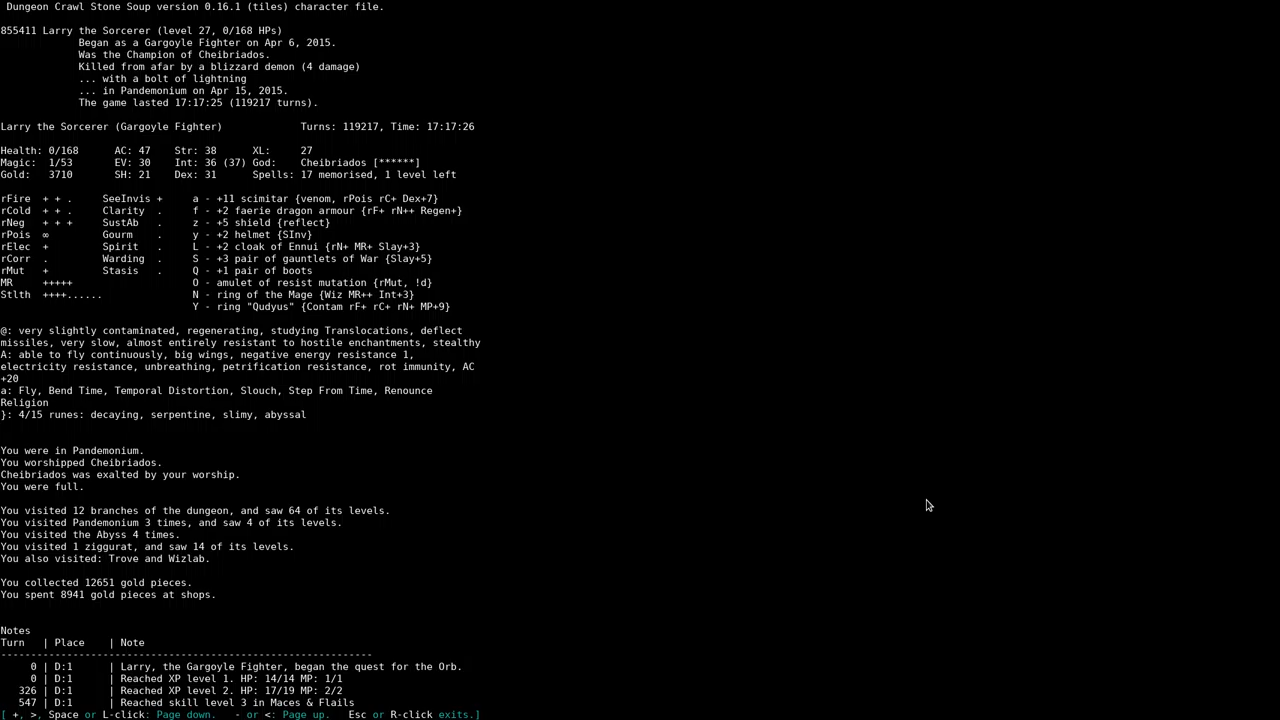 Dungeon Crawl Stone Soup version 0.16.1 (tiles) character file.
855411 Larry the Sorcerer (level 27, 0/168 HPs)
Began as a Gargoyle Fighter on Apr 6, 2015.
Was the Champion of Cheibriados.
Killed from afar by a blizzard demon (4 damage)
... with a bolt of lightning
... in Pandemonium on Apr 15, 2015.
The game lasted 17:17:25 (119217 turns).
Larry the Sorcerer (Gargoyle Fighter) Turns: 119217, Time: 17:17:26
Health: 0/168 AC: 47 Str: 38 XL: 27
Magic: 1/53 EV: 30 Int: 36 (37) God: Cheibriados [******]
Gold: 3710 SH: 21 Dex: 31 Spells: 17 memorised, 1 level left
rFire + + . SeeInvis + a - +11 scimitar {venom, rPois rC+ Dex+7}
rCold + + . Clarity . f - +2 faerie dragon armour {rF+ rN++ Regen+}
rNeg + + + SustAb . z - +5 shield {reflect}
rPois ∞ Gourm . y - +2 helmet {SInv}
rElec + Spirit . L - +2 cloak of Ennui {rN+ MR+ Slay+3}
rCorr . Warding . S - +3 pair of gauntlets of War {Slay+5}
rMut + Stasis . Q - +1 pair of boots
MR +++++ O - amulet of resist mutation {rMut, !d}
Stlth ++++...... N - ring of the Mage {Wiz MR++ Int+3}
Y - ring "Qudyus" {Contam rF+ rC+ rN+ MP+9}
@: very slightly contaminated, regenerating, studying Translocations, deflect
missiles, very slow, almost entirely resistant to hostile enchantments, stealthy
A: able to fly continuously, big wings, negative energy resistance 1,
electricity resistance, unbreathing, petrification resistance, rot immunity, AC
+20
a: Fly, Bend Time, Temporal Distortion, Slouch, Step From Time, Renounce
Religion
}: 4/15 runes: decaying, serpentine, slimy, abyssal
You were in Pandemonium.
You worshipped Cheibriados.
Cheibriados was exalted by your worship.
You were full.
You visited 12 branches of the dungeon, and saw 64 of its levels.
You visited Pandemonium 3 times, and saw 4 of its levels.
You visited the Abyss 4 times.
You visited 1 ziggurat, and saw 14 of its levels.
You also visited: Trove and Wizlab.
You collected 12651 gold pieces.
You spent 8941 gold pieces at shops.
Notes
Turn | Place | Note
--------------------------------------------------------------
0 | D:1 | Larry, the Gargoyle Fighter, began the quest for the Orb.
0 | D:1 | Reached XP level 1. HP: 14/14 MP: 1/1
326 | D:1 | Reached XP level 2. HP: 17/19 MP: 2/2
547 | D:1 | Reached skill level 3 in Maces & Flails
[ +, >, Space or L-click: Page down. - or <: Page up. Esc or R-click exits.]